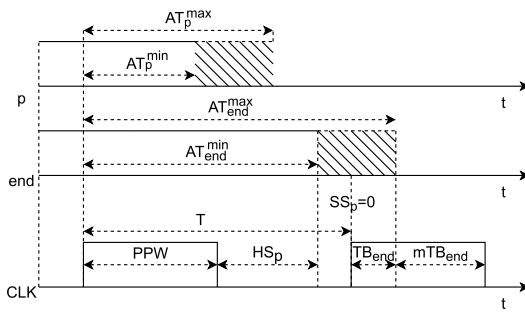 AT_p^max
AT_p^min
p
t
AT_end^max
AT_end^min
end
t
SS_p=0
T
PPW
HS_p
TB_end
mTB_end
CLK
t